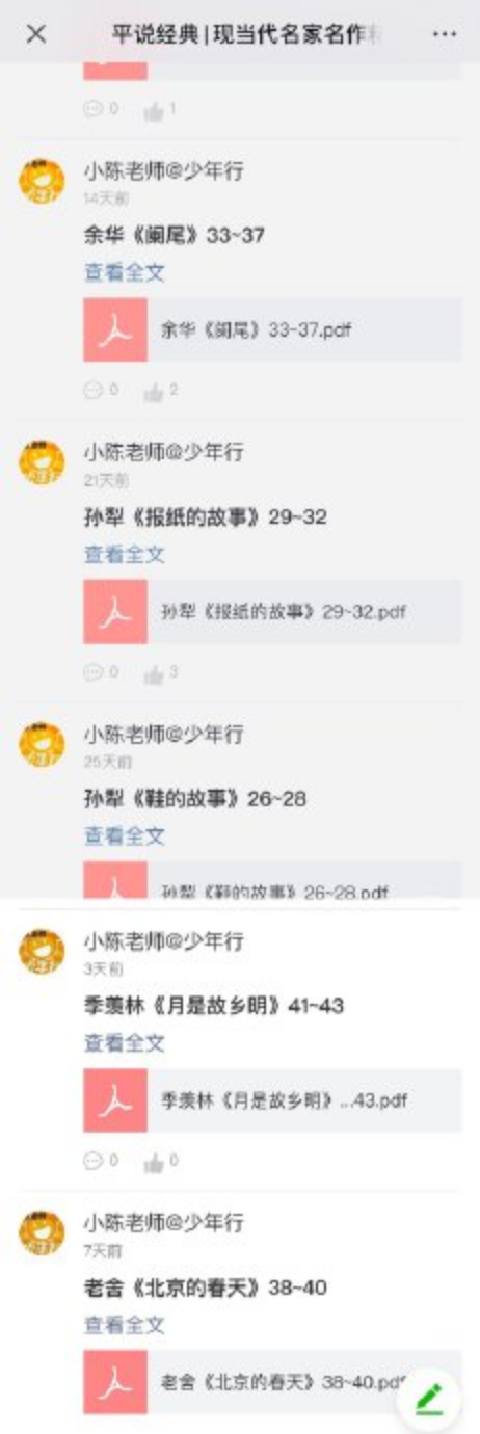 平说经典|现当代名家名作
0 1
小陈老师@少年行
14天前
余华《阑尾》33~37
查看全文
余华《阑尾》33-37.pdf
0 2
小陈老师@少年行
21天前
孙犁《报纸的故事》29~32
查看全文
孙犁《报纸的故事》29~32.pdf
0 3
小陈老师@少年行
25天前
孙犁《鞋的故事》26~28
查看全文
孙犁《鞋的故事》26~28.pdf
小陈老师@少年行
3天前
季羡林《月是故乡明》41~43
查看全文
季羡林《月是故乡明》...43.pdf
0 0
小陈老师@少年行
7天前
老舍《北京的春天》38~40
查看全文
老舍《北京的春天》38~40.pdf